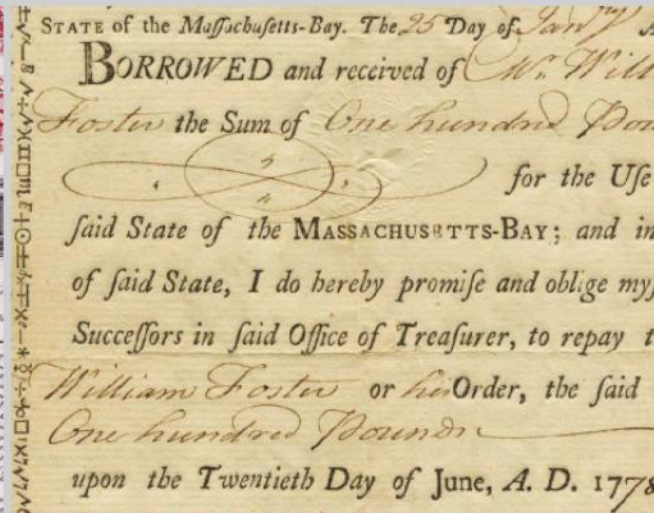 STATE of the Maſſachuſetts-Bay. The 25 Day of Janʸ A
BORROWED and received of Mʳ. Will
Foster the Sum of One hundred Poun
for the Uſe
ſaid State of the MASSACHUSETTS-BAY; and in
of ſaid State, I do hereby promiſe and oblige myſ
Succeſſors in ſaid Office of Treaſurer, to repay t
William Foster or his Order, the ſaid
One hundred Pounds
upon the Twentieth Day of June, A. D. 1778